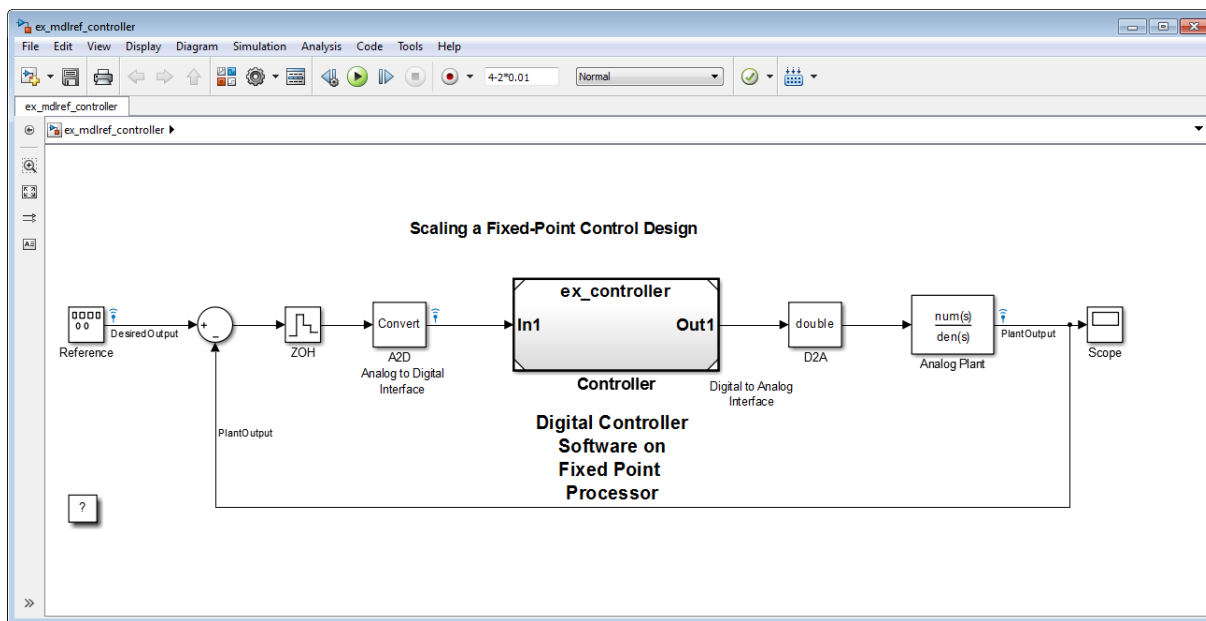 ex_mdlref_controller
File Edit View Display Diagram Simulation Analysis Code Tools Help
4-2*0.01 Normal
ex_mdlref_controller
ex_mdlref_controller
Scaling a Fixed-Point Control Design
DesiredOutput
Reference
+
-
ZOH
Convert
A2D
Analog to Digital
Interface
ex_controller
In1 Out1
Controller
Digital to Analog
Interface
double
D2A
num(s)
den(s)
Analog Plant
PlantOutput
Scope
PlantOutput
Digital Controller
Software on
Fixed Point
Processor
?